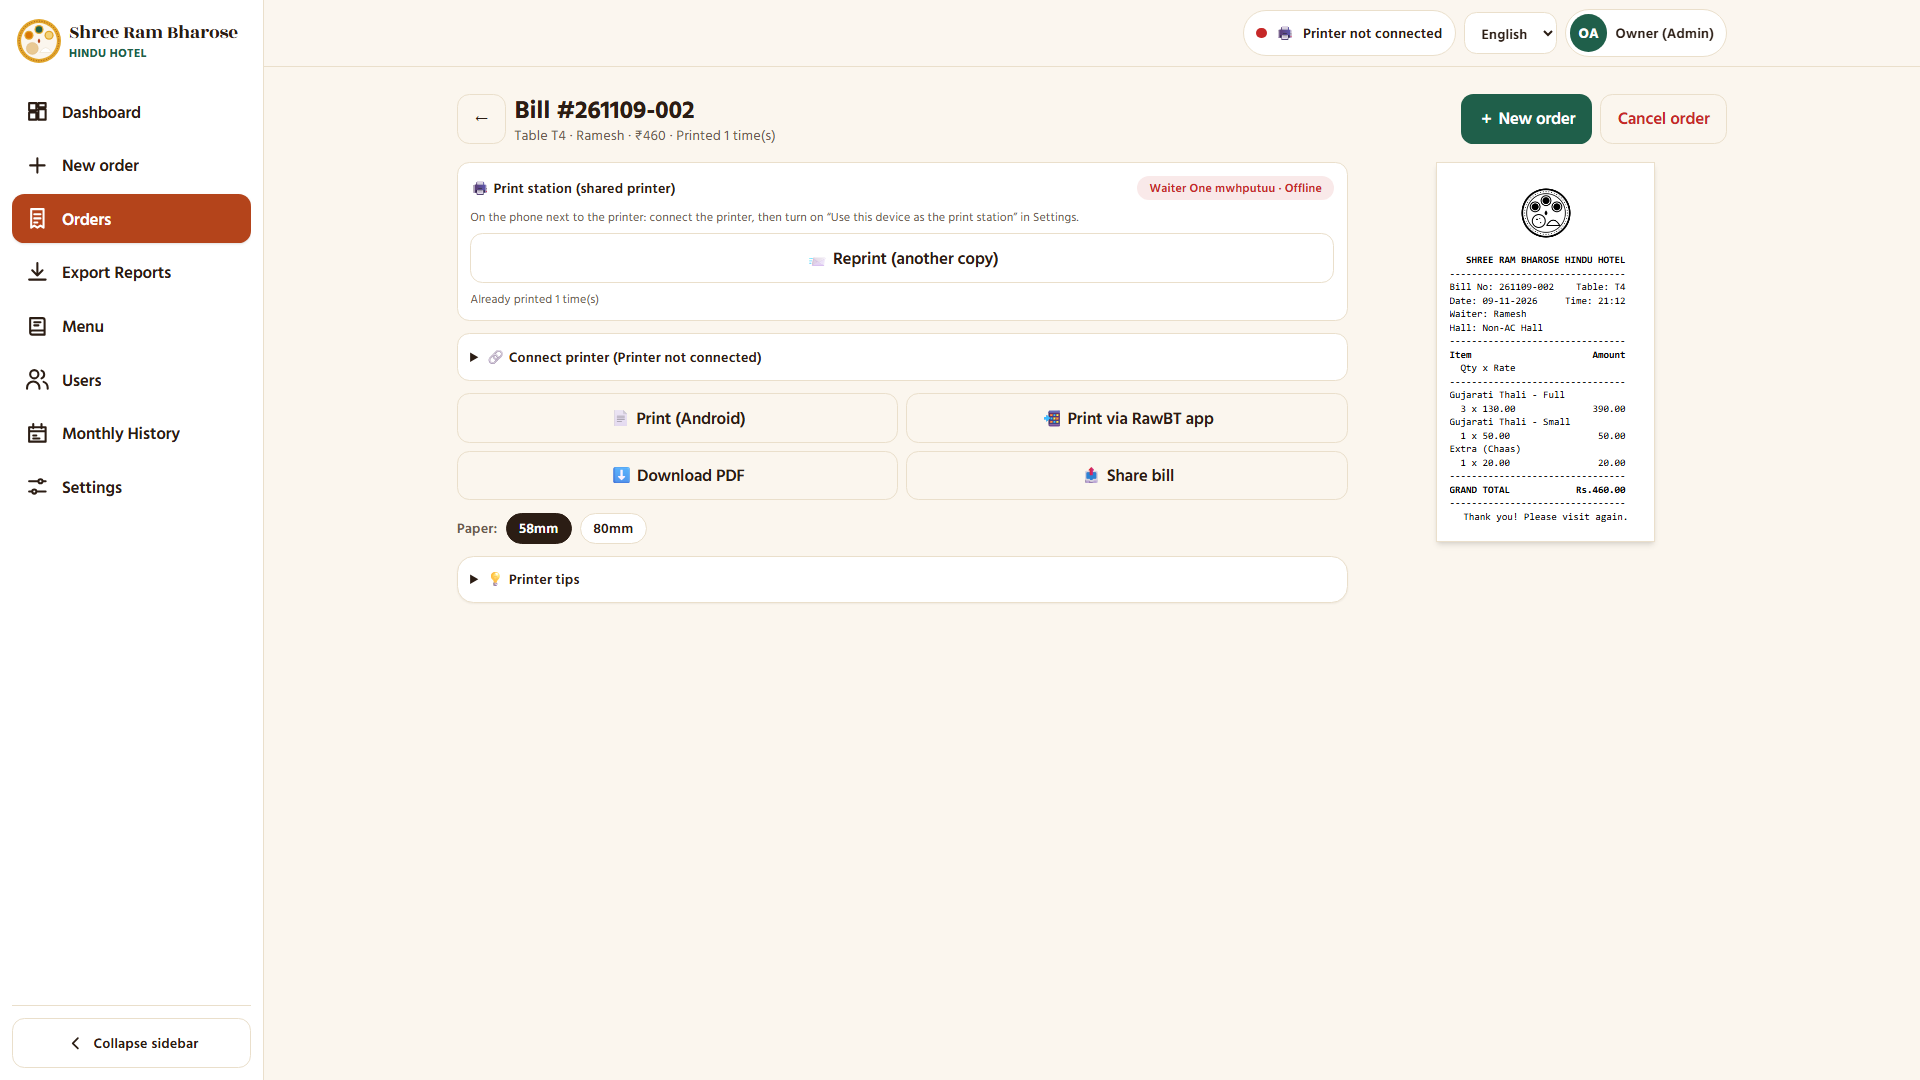 Shree Ram Bharose
HINDU HOTEL
Dashboard
New order
Orders
Export Reports
Menu
Users
Monthly History
Settings
Collapse sidebar
Printer not connected
English
OA
Owner (Admin)
←
Bill #261109-002
Table T4 · Ramesh · ₹460 · Printed 1 time(s)
+ New order
Cancel order
Print station (shared printer)
Waiter One mwhputuu · Offline
On the phone next to the printer: connect the printer, then turn on “Use this device as the print station” in Settings.
Reprint (another copy)
Already printed 1 time(s)
Connect printer (Printer not connected)
Print (Android)
Print via RawBT app
Download PDF
Share bill
Paper:
58mm
80mm
Printer tips
SHREE RAM BHAROSE HINDU HOTEL
--------------------------------
Bill No: 261109-002 Table: T4
Date: 09-11-2026 Time: 21:12
Waiter: Ramesh
Hall: Non-AC Hall
--------------------------------
Item Amount
Qty x Rate
--------------------------------
Gujarati Thali - Full
3 x 130.00 390.00
Gujarati Thali - Small
1 x 50.00 50.00
Extra (Chaas)
1 x 20.00 20.00
--------------------------------
GRAND TOTAL Rs.460.00
--------------------------------
Thank you! Please visit again.